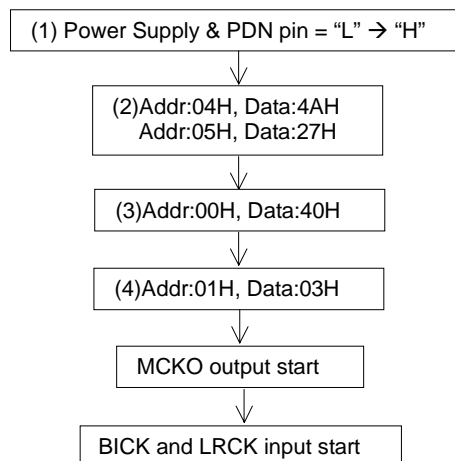 (1) Power Supply & PDN pin = “L” → “H”
(2)Addr:04H, Data:4AH
Addr:05H, Data:27H
(3)Addr:00H, Data:40H
(4)Addr:01H, Data:03H
MCKO output start
BICK and LRCK input start